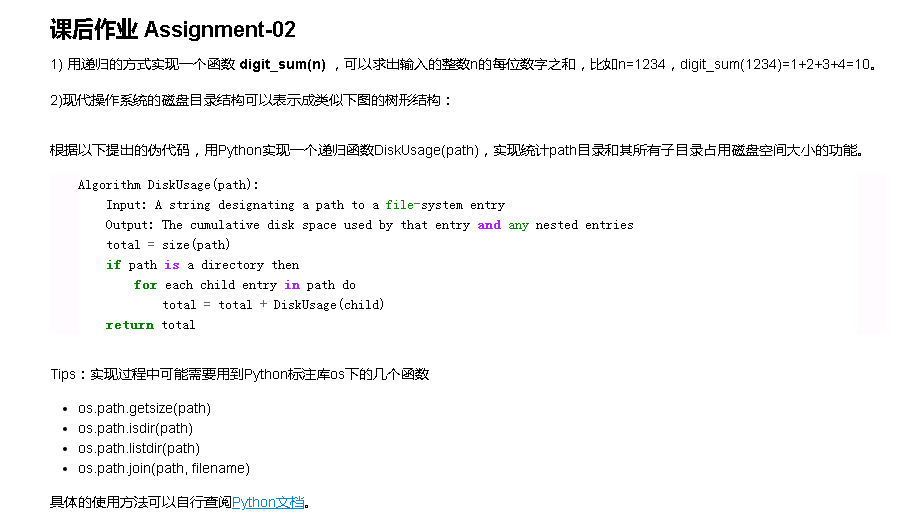 课后作业 Assignment-02
1) 用递归的方式实现一个函数 digit_sum(n) ，可以求出输入的整数n的每位数字之和，比如n=1234，digit_sum(1234)=1+2+3+4=10。
2)现代操作系统的磁盘目录结构可以表示成类似下图的树形结构：
根据以下提出的伪代码，用Python实现一个递归函数DiskUsage(path)，实现统计path目录和其所有子目录占用磁盘空间大小的功能。
Algorithm DiskUsage(path):
Input: A string designating a path to a file-system entry
Output: The cumulative disk space used by that entry and any nested entries
total = size(path)
if path is a directory then
for each child entry in path do
total = total + DiskUsage(child)
return total
Tips：实现过程中可能需要用到Python标注库os下的几个函数
• os.path.getsize(path)
• os.path.isdir(path)
• os.path.listdir(path)
• os.path.join(path, filename)
具体的使用方法可以自行查阅Python文档。